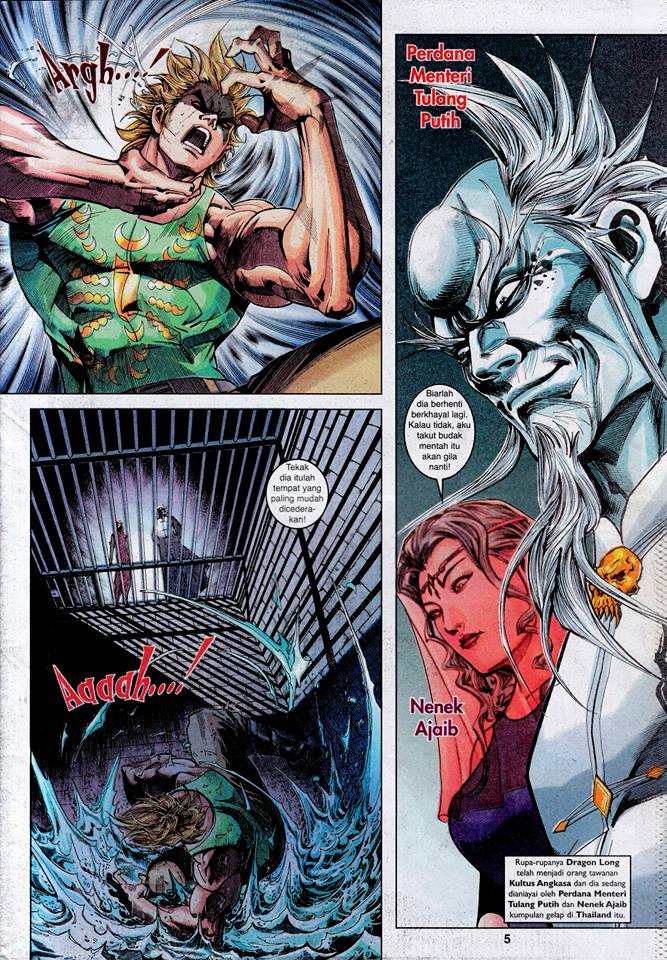 Argh....!
Tekak
dia itulah
tempat yang
paling mudah
dicedera-
kan!
Aaaah....!
Perdana
Menteri
Tulang
Putih
Biarlah
dia berhenti
berkhayal lagi.
Kalau tidak, aku
takut budak
mentah itu
akan gila
nanti!
Nenek
Ajaib
Rupa-rupanya Dragon Long
telah menjadi orang tawanan
Kultus Angkasa dan dia sedang
dianiayai oleh Perdana Menteri
Tulang Putih dan Nenek Ajaib
kumpulan gelap di Thailand itu.
5